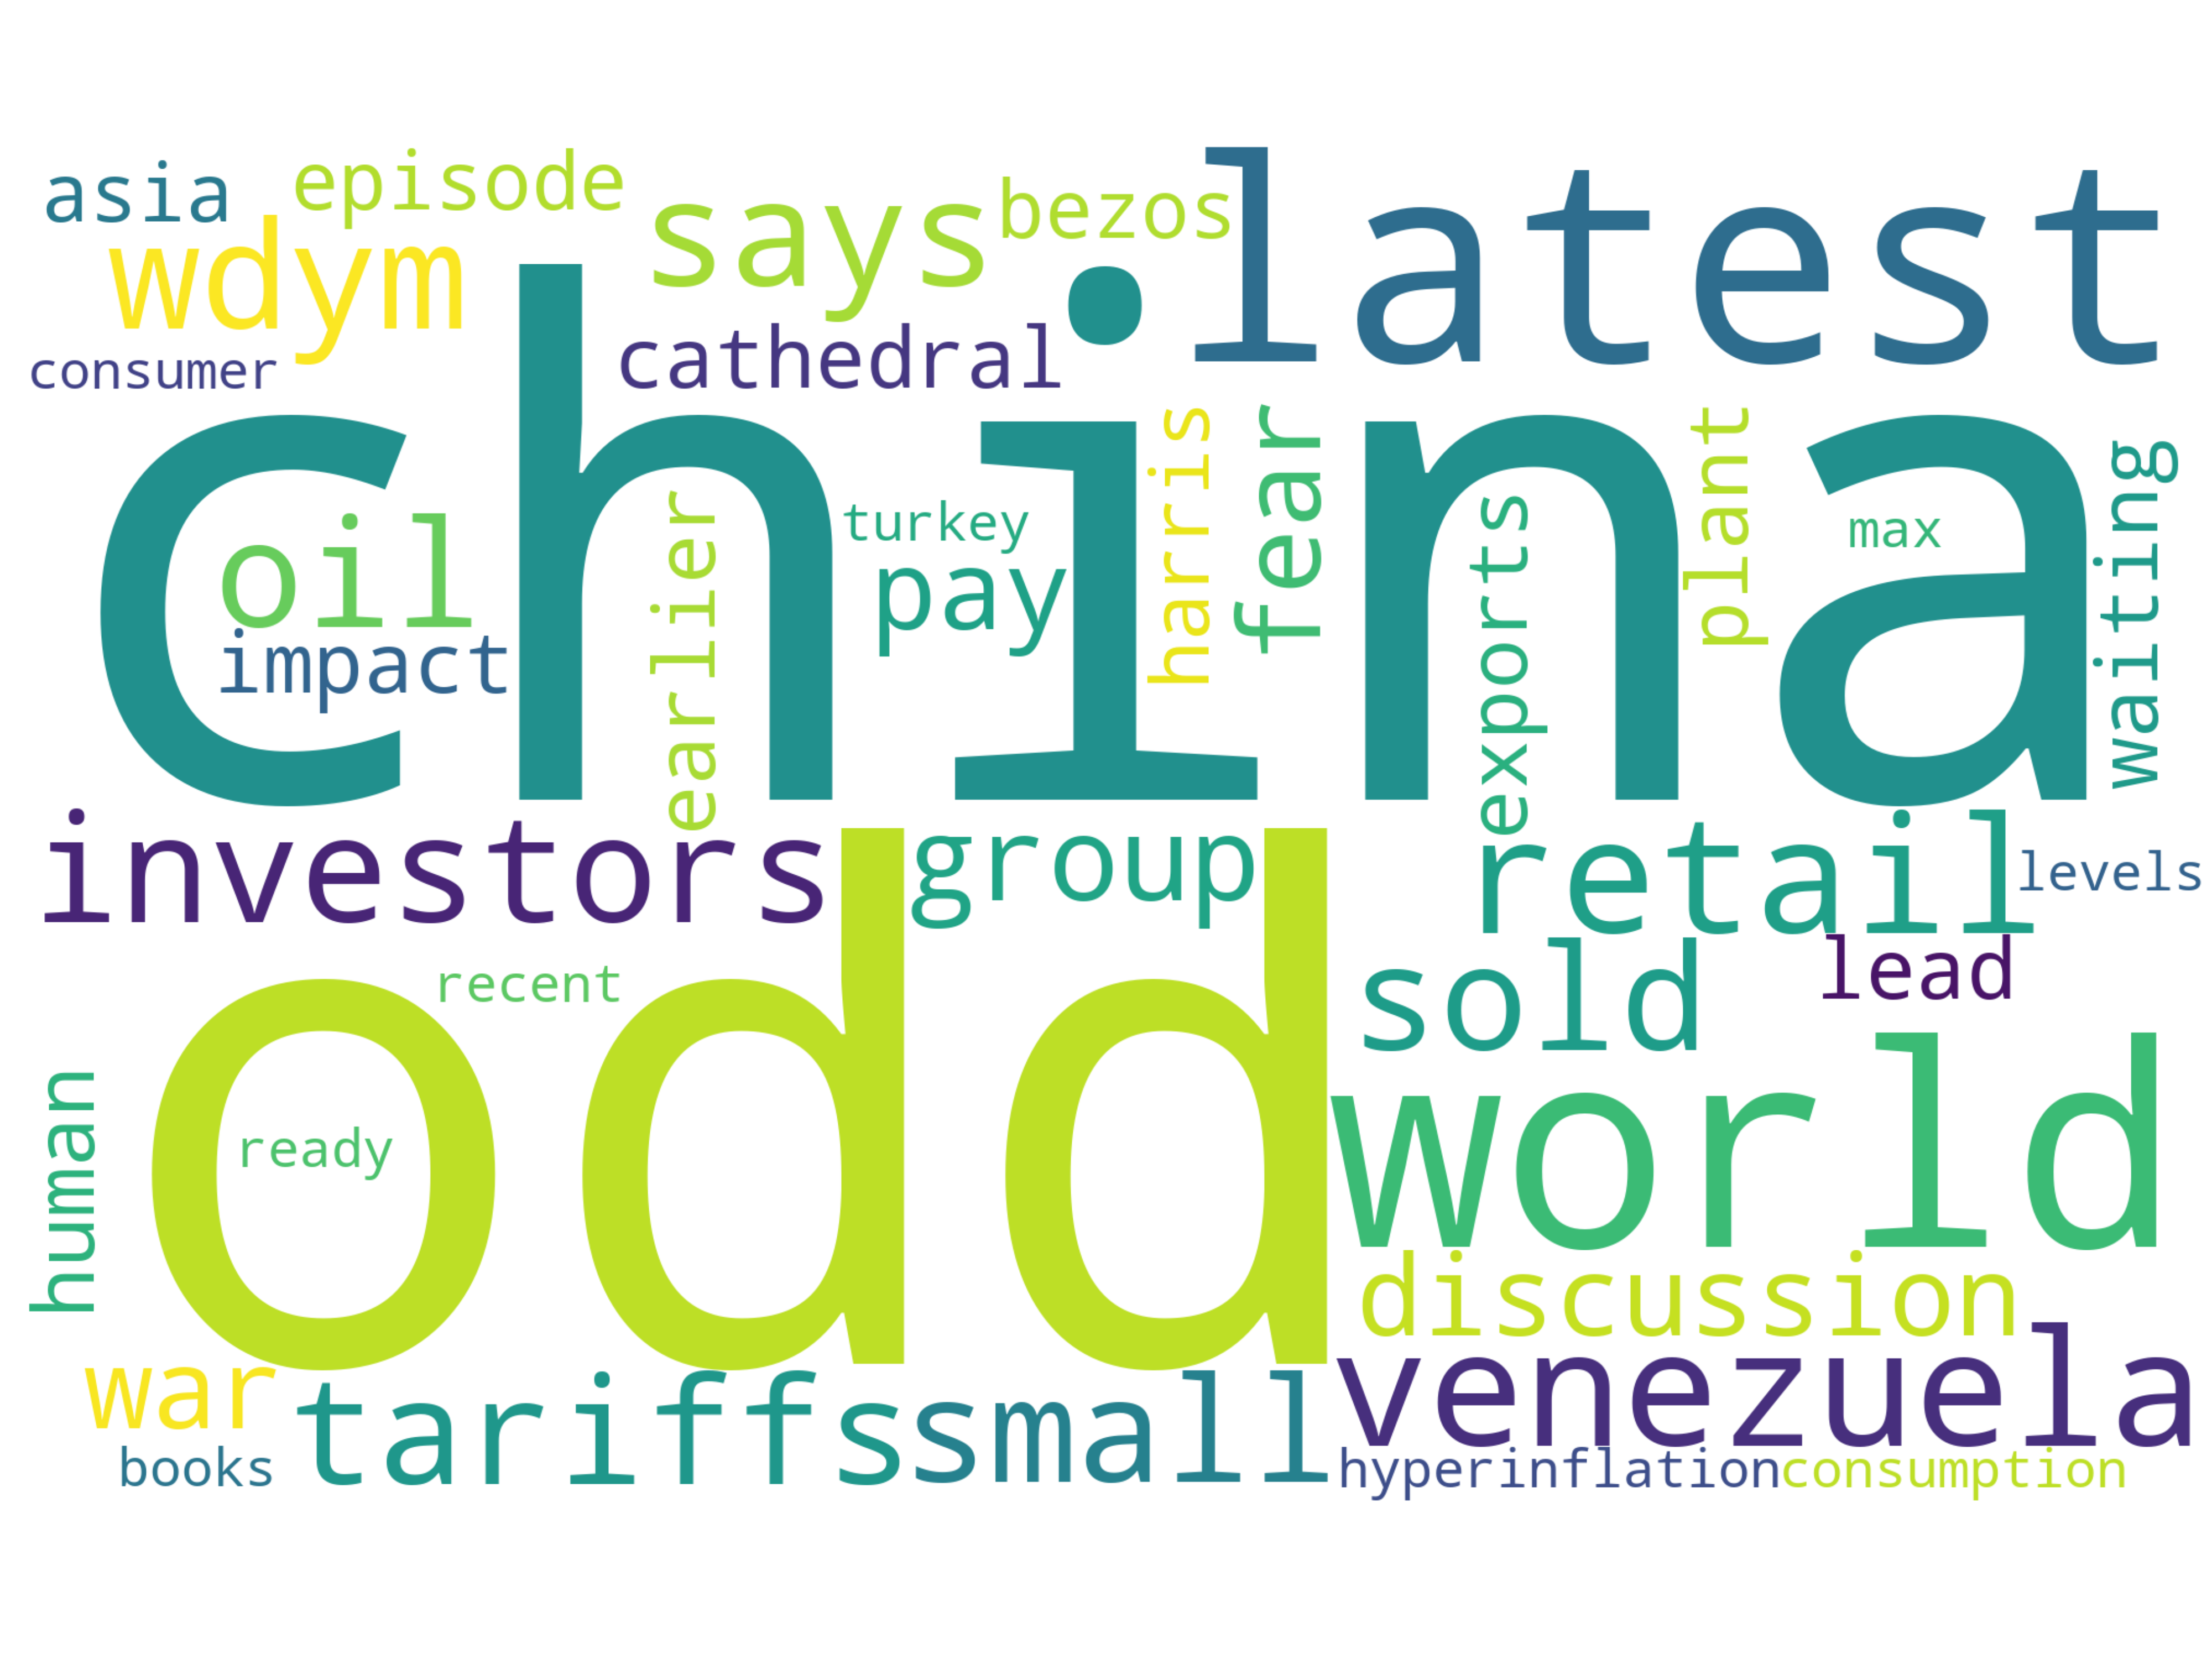 asia
episode
says
bezos
latest
wdym
cathedral
consumer
china
harris
fear
plant
waiting
earlier
turkey
exports
max
oil
pay
impact
investors
group
retail
levels
recent
sold
lead
odd
world
human
ready
discussion
war
tariffs
small
venezuela
books
hyperinflation
consumption